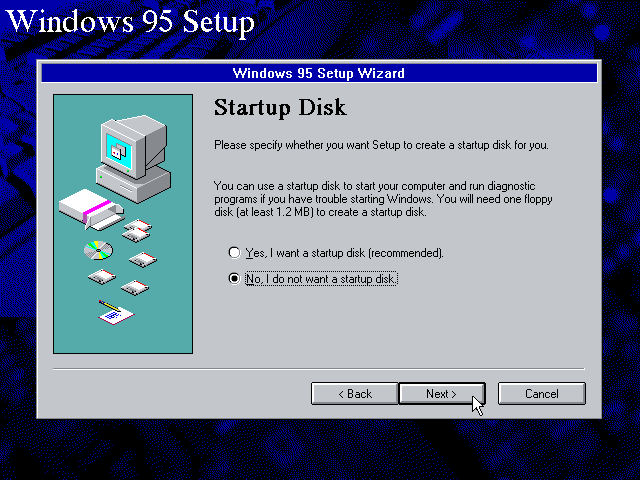 Windows 95 Setup
Windows 95 Setup Wizard
Startup Disk
Please specify whether you want Setup to create a startup disk for you.
You can use a startup disk to start your computer and run diagnostic
programs if you have trouble starting Windows. You will need one floppy
disk (at least 1.2 MB) to create a startup disk.
Yes, I want a startup disk (recommended).
No, I do not want a startup disk.
< Back
Next >
Cancel